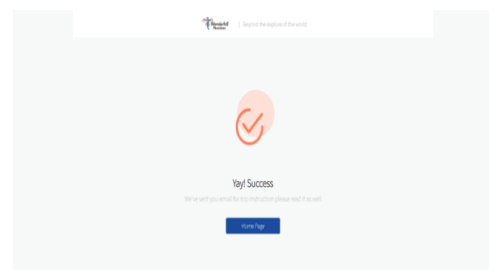 | Beyond the explore of the world
Yay! Success
We've sent you email for trip instruction please read it as well
Home Page